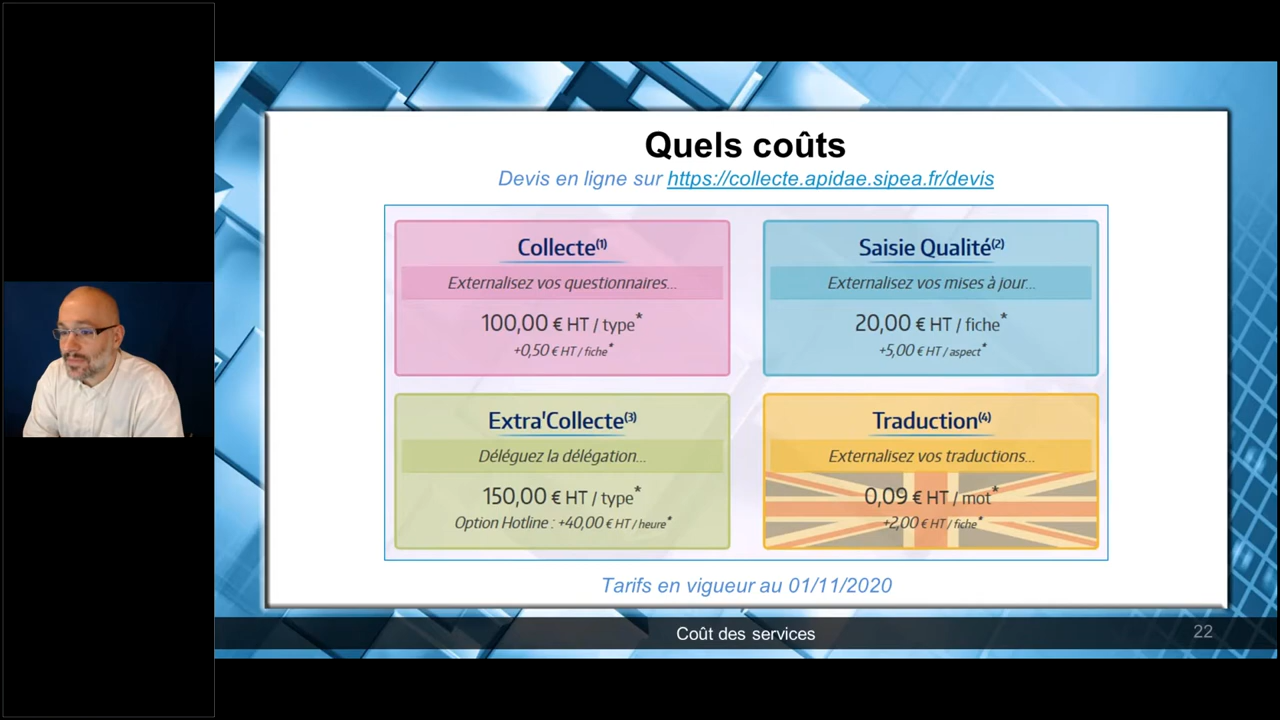 Quels coûts
Devis en ligne sur https://collecte.apidae.sipea.fr/devis
Collecte(1)
Externalisez vos questionnaires...
100,00 € HT / type*
+0,50 € HT / fiche*
Saisie Qualité(2)
Externalisez vos mises à jour...
20,00 € HT / fiche*
+5,00 € HT / aspect*
Extra'Collecte(3)
Déléguez la délégation...
150,00 € HT / type*
Option Hotline : +40,00 € HT / heure*
Traduction(4)
Externalisez vos traductions...
0,09 € HT / mot*
+2,00 € HT / fiche*
Tarifs en vigueur au 01/11/2020
Coût des services
22